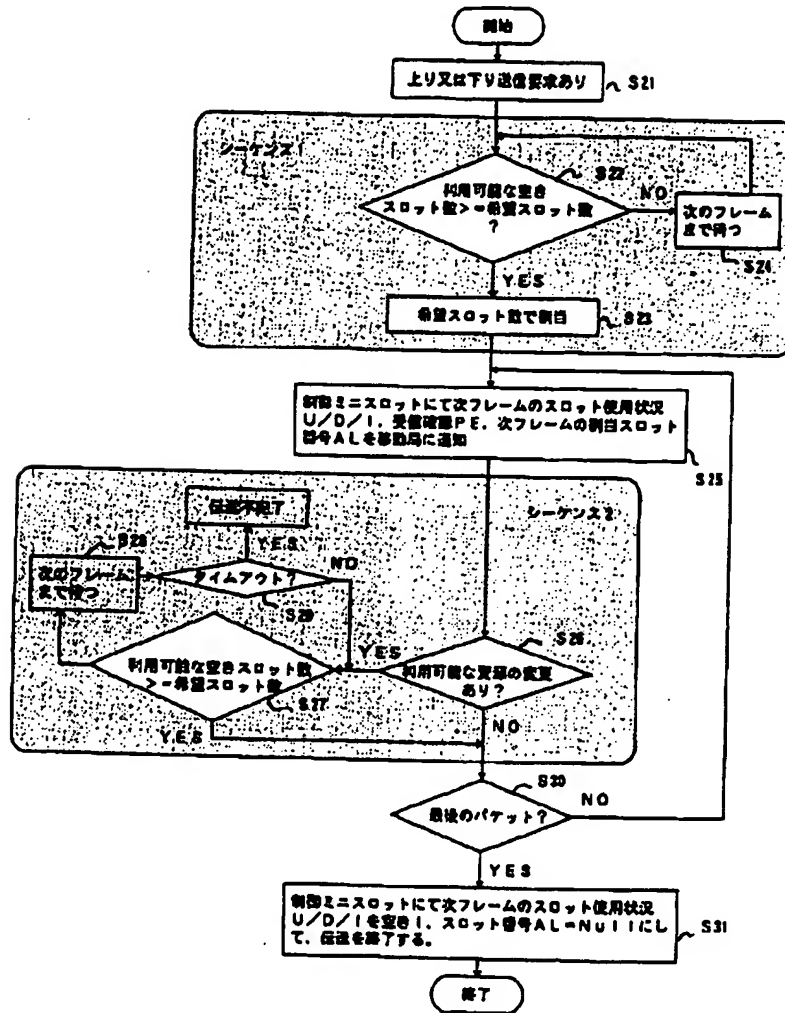 開始
上り又は下り送信要求あり
S21
シーケンス1
S22
利用可能な空き
スロット数>=希望スロット数
?
NO
次のフレーム
まで待つ
S24
YES
希望スロット数で割当
S23
制御ミニスロットにて次フレームのスロット使用状況
U/D/I、受信確認PE、次フレームの割当スロット
番号ALを移動局に通知
S25
シーケンス2
伝送不完了
YES
NO
S28
次のフレーム
まで待つ
タイムアウト?
S29
S26
利用可能な空きスロット数
>=希望スロット数
S27
YES
利用可能な資源の変更
あり?
YES
NO
S30
最後のパケット?
NO
YES
制御ミニスロットにて次フレームのスロット使用状況
U/D/Iを空きI、スロット番号AL=Nullにし
て、伝送を終了する。
S31
終了